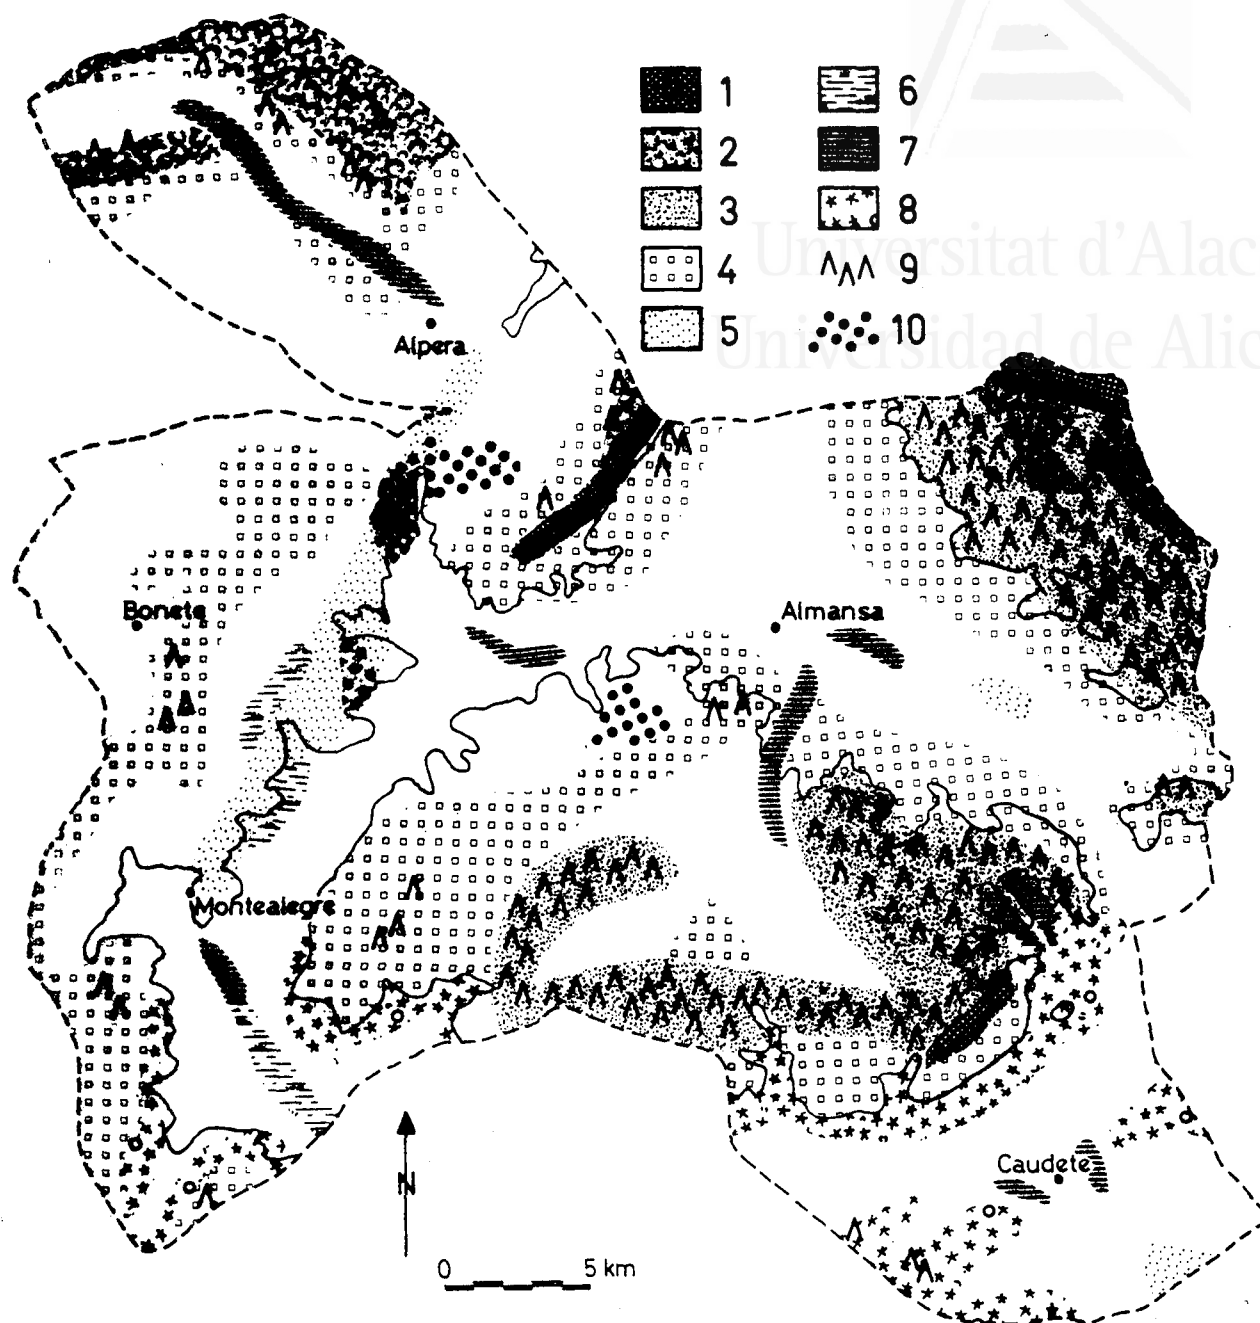 1 6
2 7
3 8
4 9
5 10
Universitat d'Alac
Universidad de Alic
Alpera
Bonete
Almansa
Montealegre
Caudete
N
0 5 km